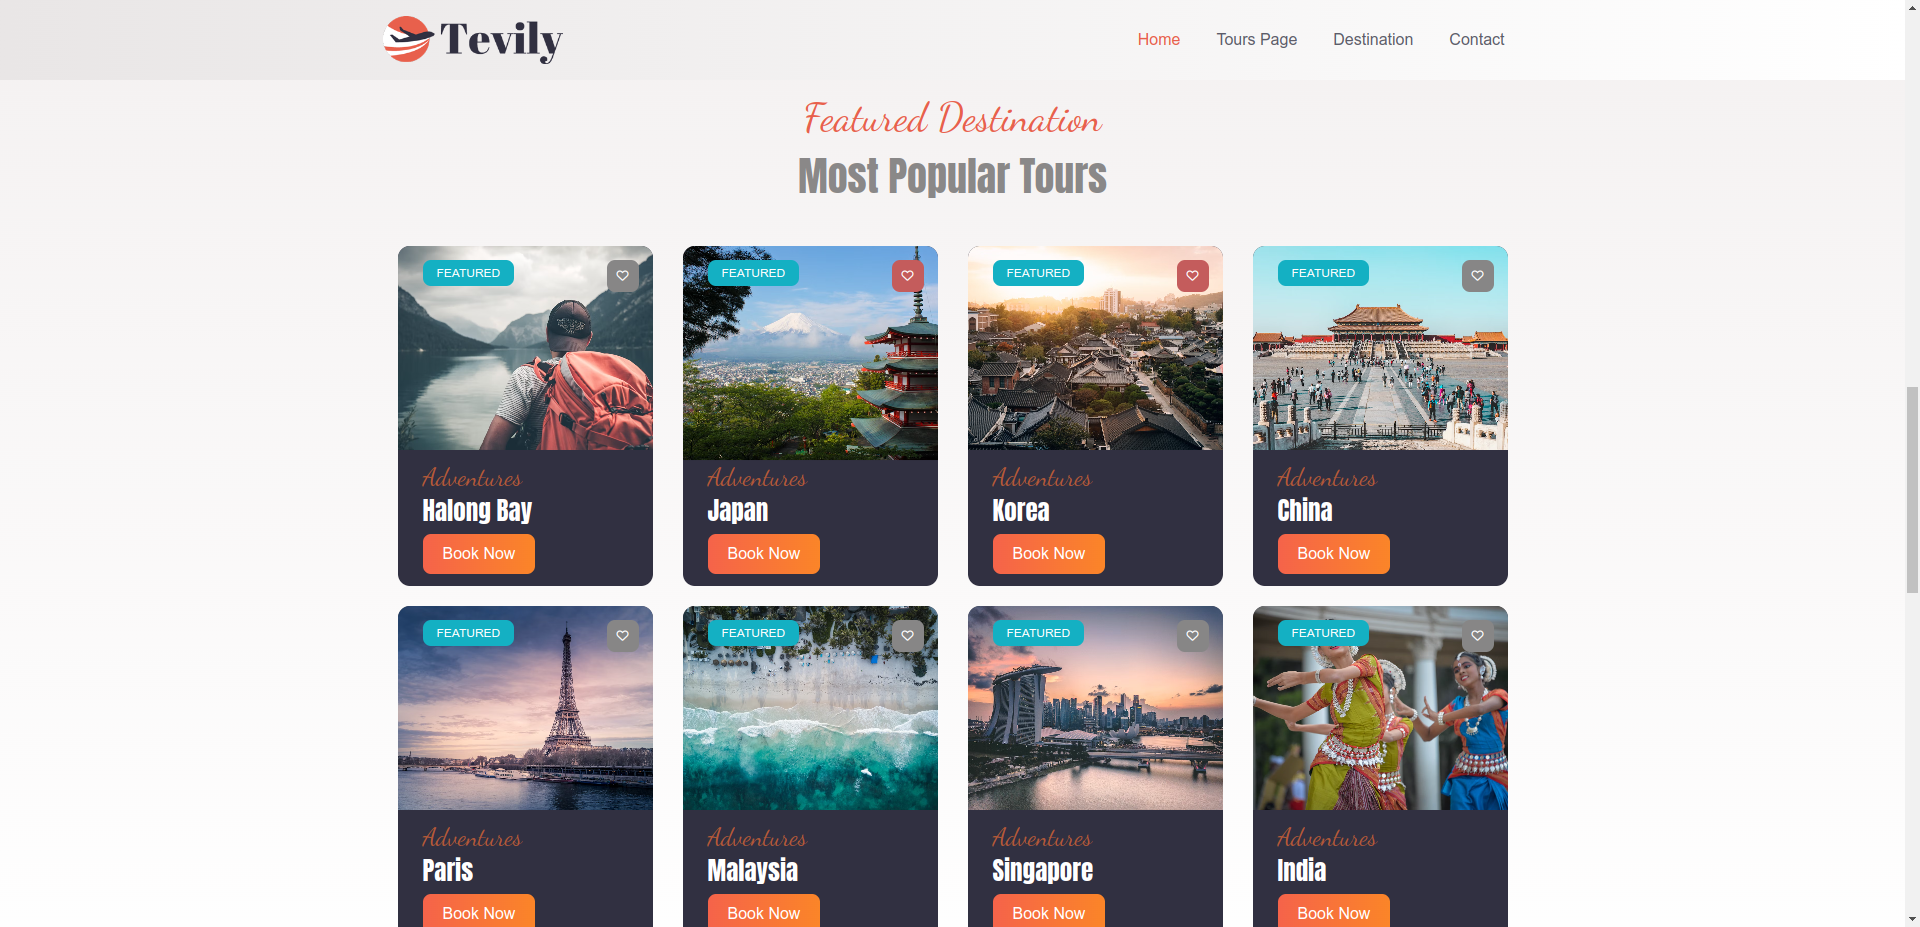 Tevily
Home Tours Page Destination Contact
Featured Destination
Most Popular Tours
FEATURED FEATURED FEATURED FEATURED
Adventures Adventures Adventures Adventures
Halong Bay Japan Korea China
Book Now Book Now Book Now Book Now
FEATURED FEATURED FEATURED FEATURED
Adventures Adventures Adventures Adventures
Paris Malaysia Singapore India
Book Now Book Now Book Now Book Now